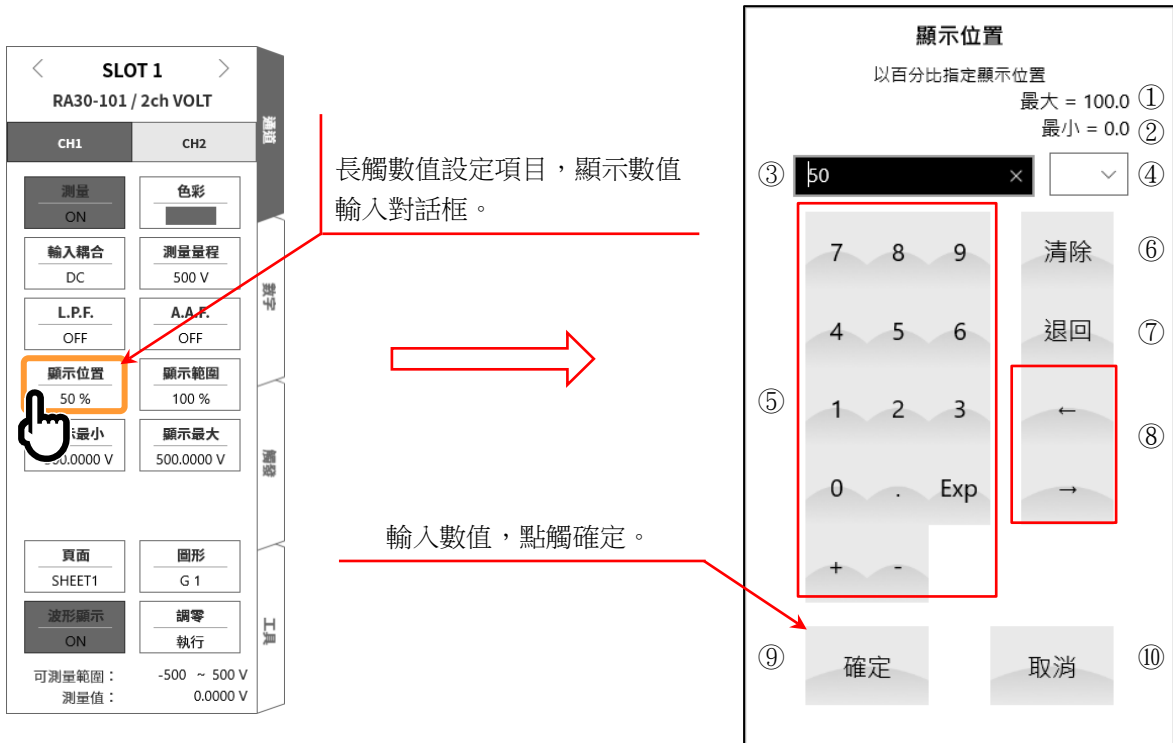 SLOT 1
RA30-101 / 2ch VOLT
CH1
CH2
測量
ON
色彩
輸入耦合
DC
測量量程
500 V
L.P.F.
OFF
A.A.F.
OFF
顯示位置
50 %
顯示範圍
100 %
示最小
500.0000 V
顯示最大
500.0000 V
頁面
SHEET1
圖形
G 1
波形顯示
ON
調零
執行
可測量範圍：
-500 ~ 500 V
測量值：
0.0000 V
通道
數字
觸發
工具
長觸數值設定項目，顯示數值
輸入對話框。
輸入數值，點觸確定。
顯示位置
以百分比指定顯示位置
最大 = 100.0 ①
最小 = 0.0 ②
③ 50 × ④
7 8 9 清除 ⑥
4 5 6 退回 ⑦
⑤ 1 2 3 ←
⑧
0 . Exp →
+ -
⑨ 確定 取消 ⑩